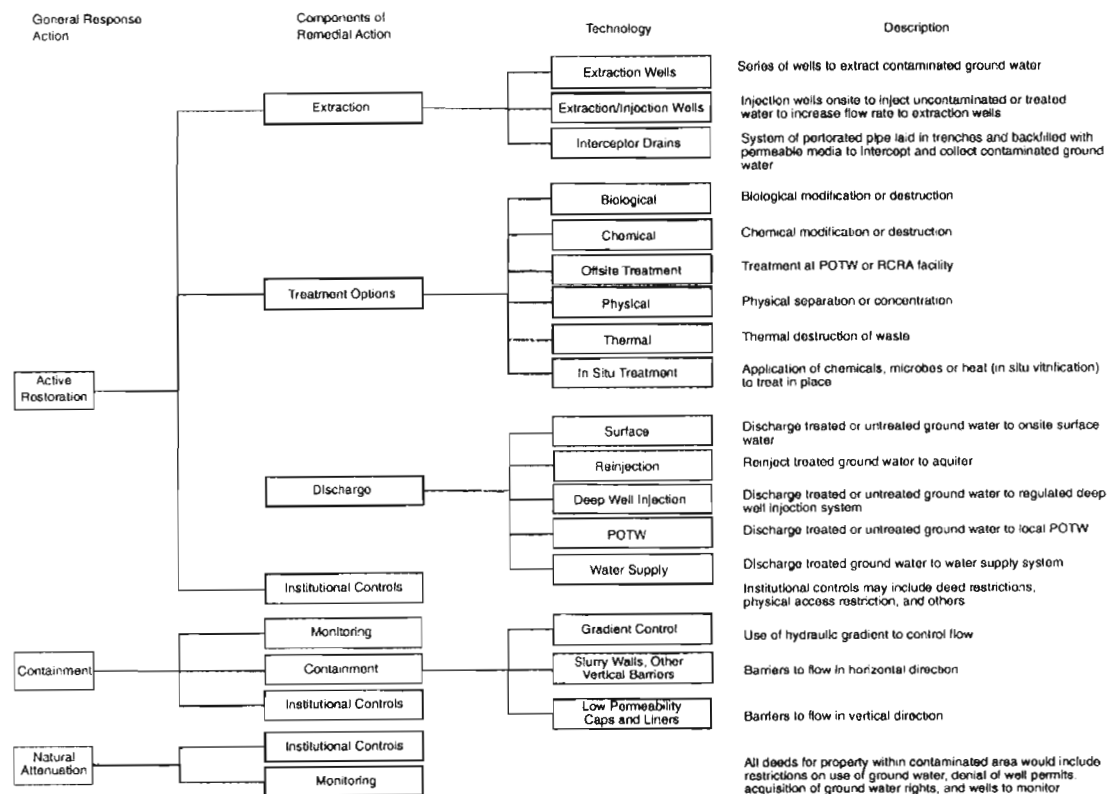 General Response
Action
Components of
Remedial Action
Technology
Description
Extraction
Extraction Wells
Series of wells to extract contaminated ground water
Extraction/Injection Wells
Injection wells onsite to inject uncontaminated or treated
water to increase flow rate to extraction wells
Interceptor Drains
System of perforated pipe laid in trenches and backfilled with
permeable media to intercept and collect contaminated ground
water
Biological
Biological modification or destruction
Chemical
Chemical modification or destruction
Offsite Treatment
Treatment at POTW or RCRA facility
Treatment Options
Physical
Physical separation or concentration
Thermal
Thermal destruction of waste
In Situ Treatment
Application of chemicals, microbes or heat (in situ vitrification)
to treat in place
Active
Restoration
Surface
Discharge treated or untreated ground water to onsite surface
water
Reinjection
Reinject treated ground water to aquifer
Discharge
Deep Well Injection
Discharge treated or untreated ground water to regulated deep
well injection system
POTW
Discharge treated or untreated ground water to local POTW
Water Supply
Discharge treated ground water to water supply system
Institutional Controls
Institutional controls may include deed restrictions,
physical access restriction, and others
Monitoring
Gradient Control
Use of hydraulic gradient to control flow
Containment
Containment
Slurry Walls, Other
Vertical Barriers
Barriers to flow in horizontal direction
Institutional Controls
Low Permeability
Caps and Liners
Barriers to flow in vertical direction
Natural
Attenuation
Institutional Controls
Monitoring
All deeds for property within contaminated area would include
restrictions on use of ground water, denial of well permits,
acquisition of ground water rights, and wells to monitor